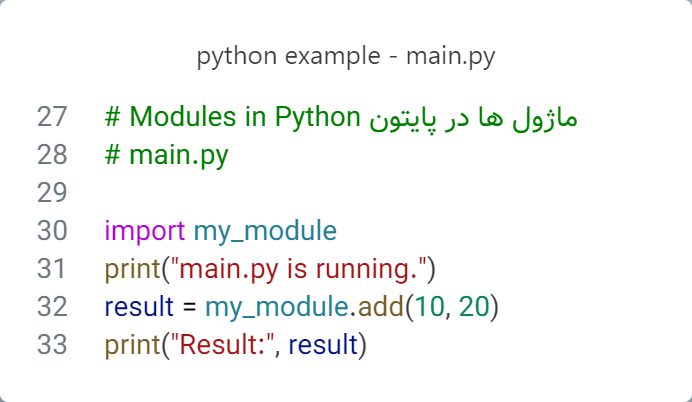 python example - main.py
27 # Modules in Python ماژول ها در پایتون
28 # main.py
29
30 import my_module
31 print("main.py is running.")
32 result = my_module.add(10, 20)
33 print("Result:", result)